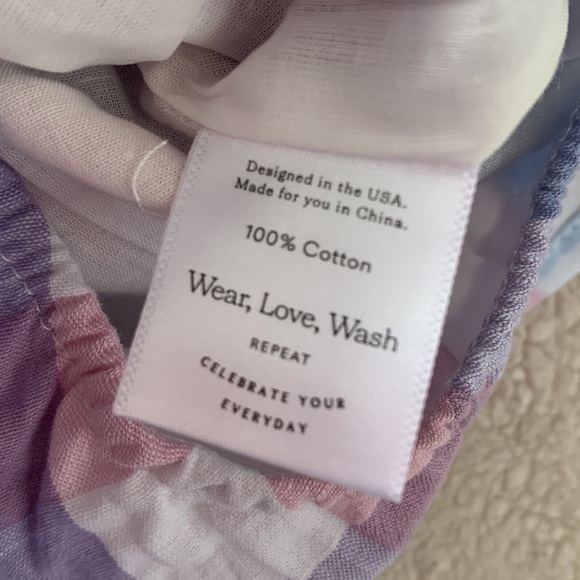 Designed in the USA.
Made for you in China.
100% Cotton
Wear, Love, Wash
REPEAT
CELEBRATE YOUR
EVERYDAY